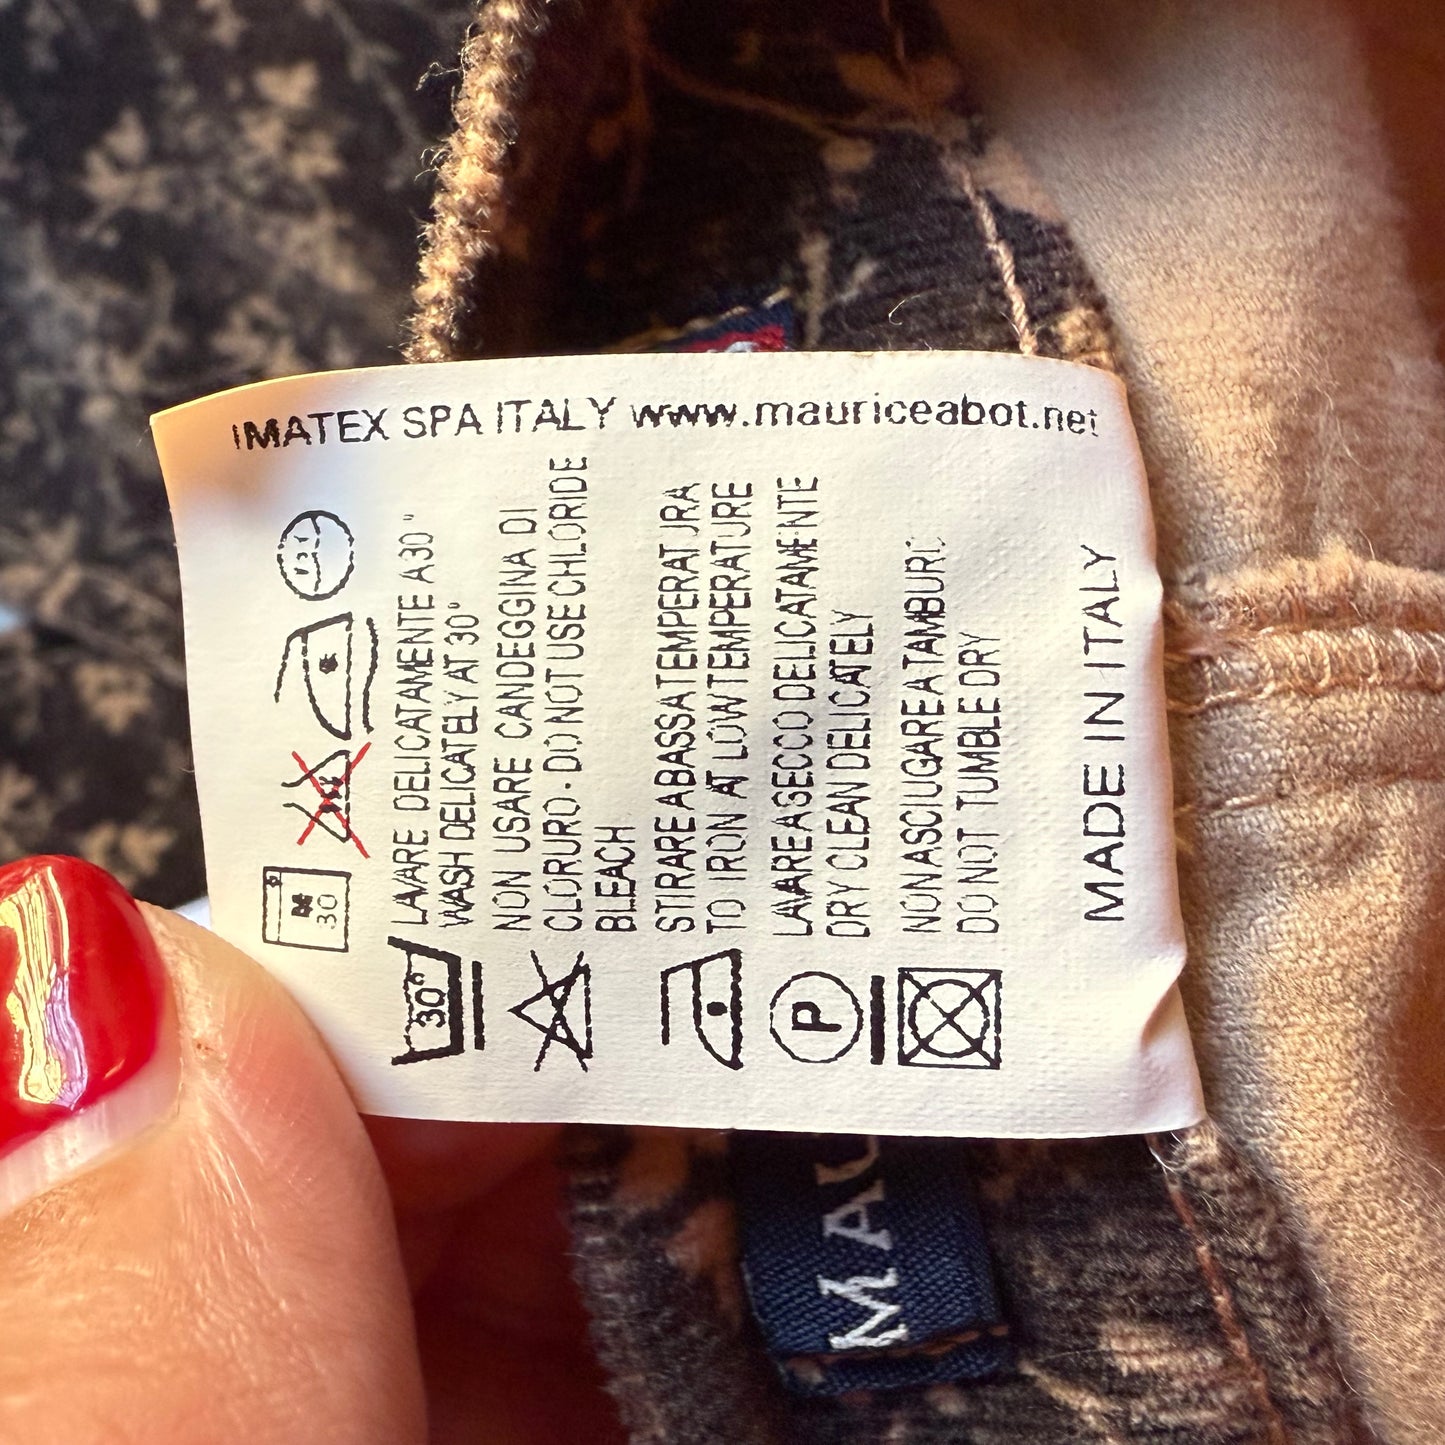 IMATEX SPA ITALY www.mauriceabot.net
30
30°
LAVARE DELICATAMENTE A 30°
WASH DELICATELY AT 30°
NON USARE CANDEGGINA DI
CLORURO - DO NOT USE CHLORIDE
BLEACH
STIRARE A BASSA TEMPERATURA
TO IRON AT LOW TEMPERATURE
P
LAVARE A SECCO DELICATAMENTE
DRY CLEAN DELICATELY
NON ASCIUGARE A TAMBURO
DO NOT TUMBLE DRY
MADE IN ITALY
MAU